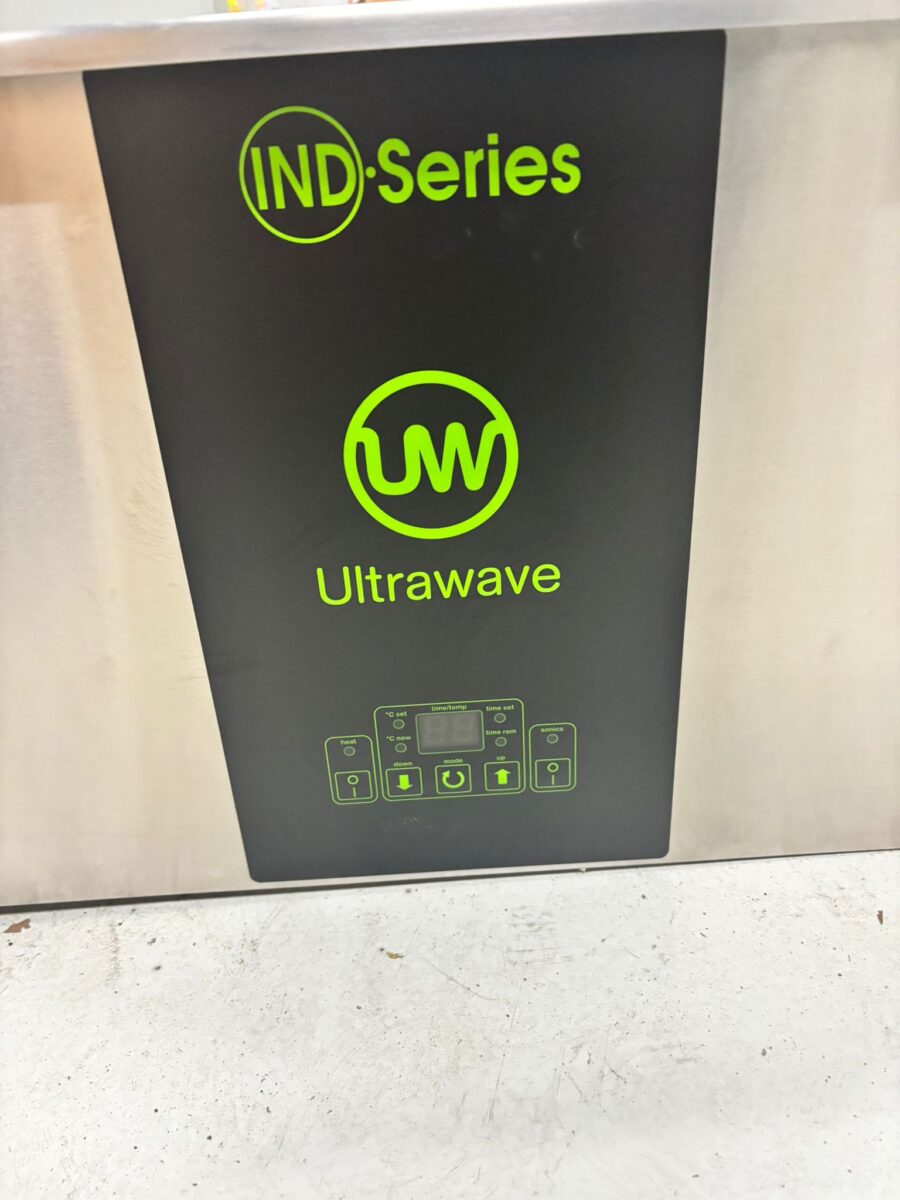 IND·Series
UW
Ultrawave
time/temp
°C set
time set
°C now
time rem
heat
sonics
down
mode
up